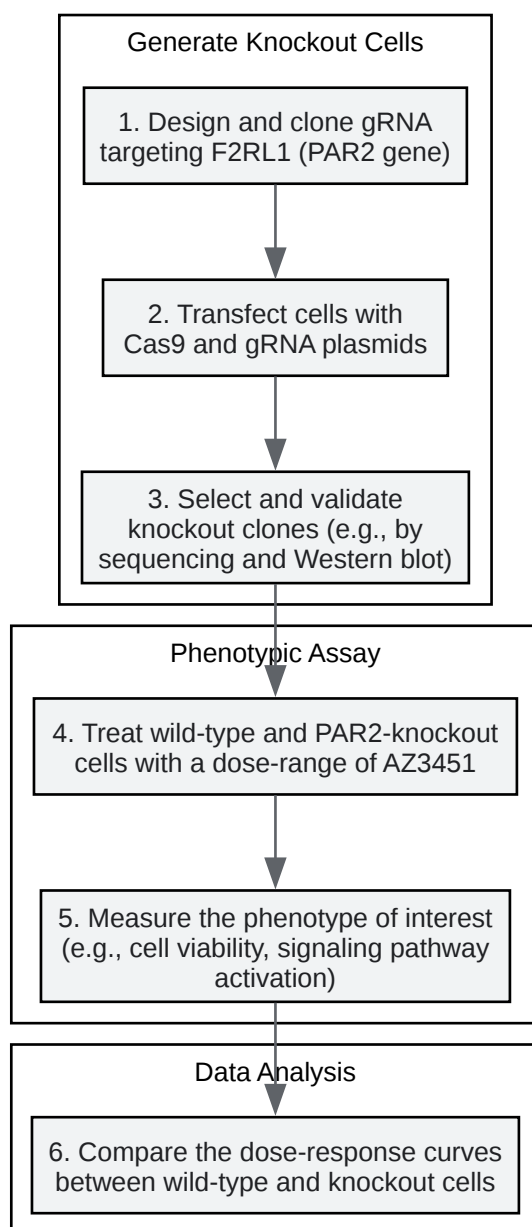 Generate Knockout Cells
1. Design and clone gRNA
targeting F2RL1 (PAR2 gene)
2. Transfect cells with
Cas9 and gRNA plasmids
3. Select and validate
knockout clones (e.g., by
sequencing and Western blot)
Phenotypic Assay
4. Treat wild-type and PAR2-knockout
cells with a dose-range of AZ3451
5. Measure the phenotype of interest
(e.g., cell viability, signaling pathway
activation)
Data Analysis
6. Compare the dose-response curves
between wild-type and knockout cells